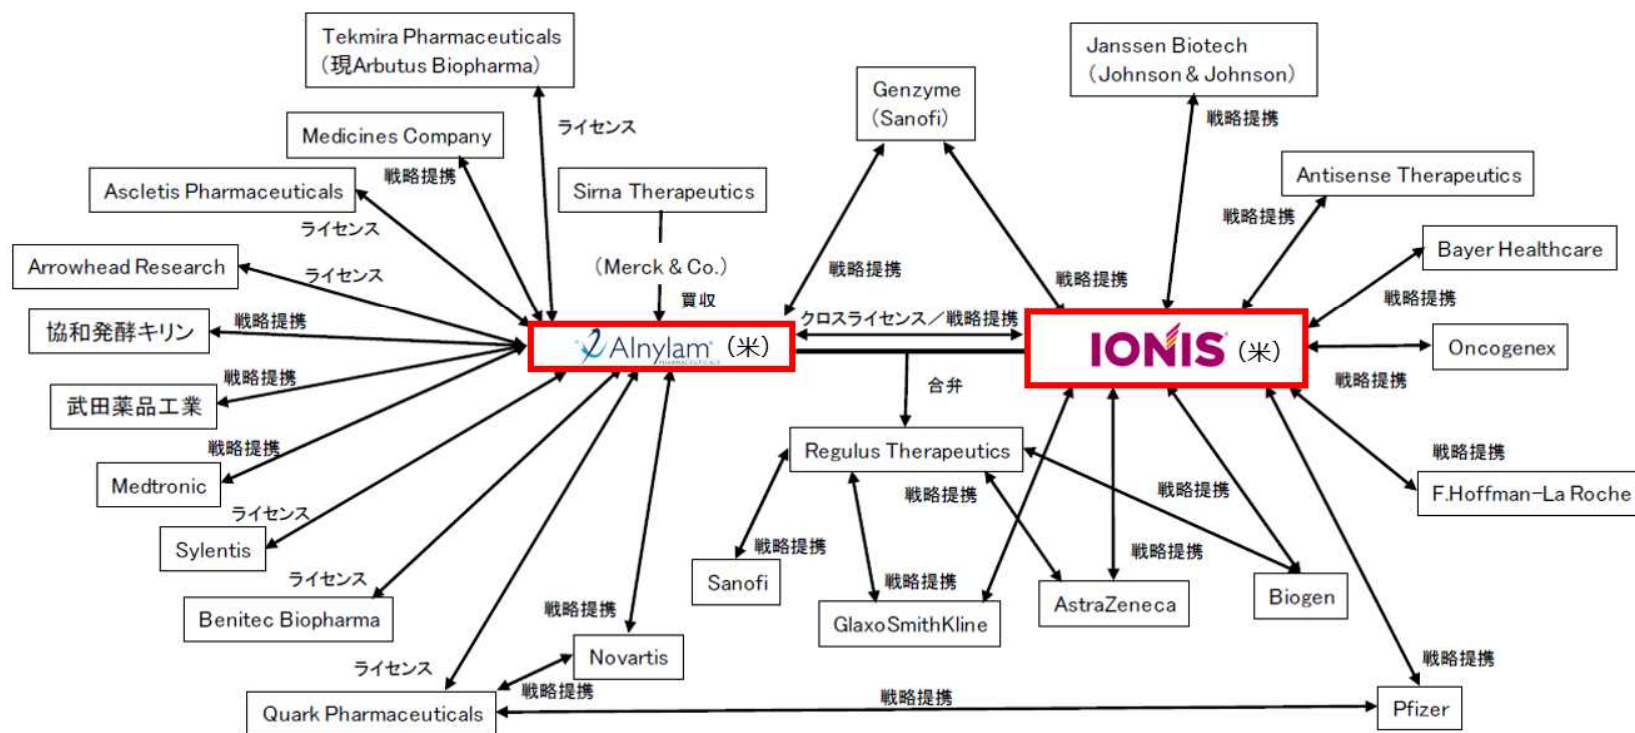 Tekmira Pharmaceuticals
（現Arbutus Biopharma）
Janssen Biotech
（Johnson & Johnson）
Genzyme
（Sanofi）
ライセンス
戦略提携
Medicines Company
戦略提携
Ascletis Pharmaceuticals
Sirna Therapeutics
Antisense Therapeutics
ライセンス
戦略提携
Arrowhead Research
ライセンス
（Merck & Co.）
戦略提携
戦略提携
Bayer Healthcare
買収
戦略提携
協和発酵キリン
戦略提携
クロスライセンス／戦略提携
Alnylam（米）
PHARMACEUTICALS
IONIS（米）
Oncogenex
戦略提携
戦略提携
合弁
武田薬品工業
戦略提携
Regulus Therapeutics
戦略提携
Medtronic
戦略提携
戦略提携
F.Hoffman-La Roche
ライセンス
Sylentis
戦略提携
戦略提携
ライセンス
Sanofi
戦略提携
Benitec Biopharma
戦略提携
GlaxoSmithKline
AstraZeneca
Biogen
ライセンス
Novartis
戦略提携
戦略提携
戦略提携
Quark Pharmaceuticals
Pfizer